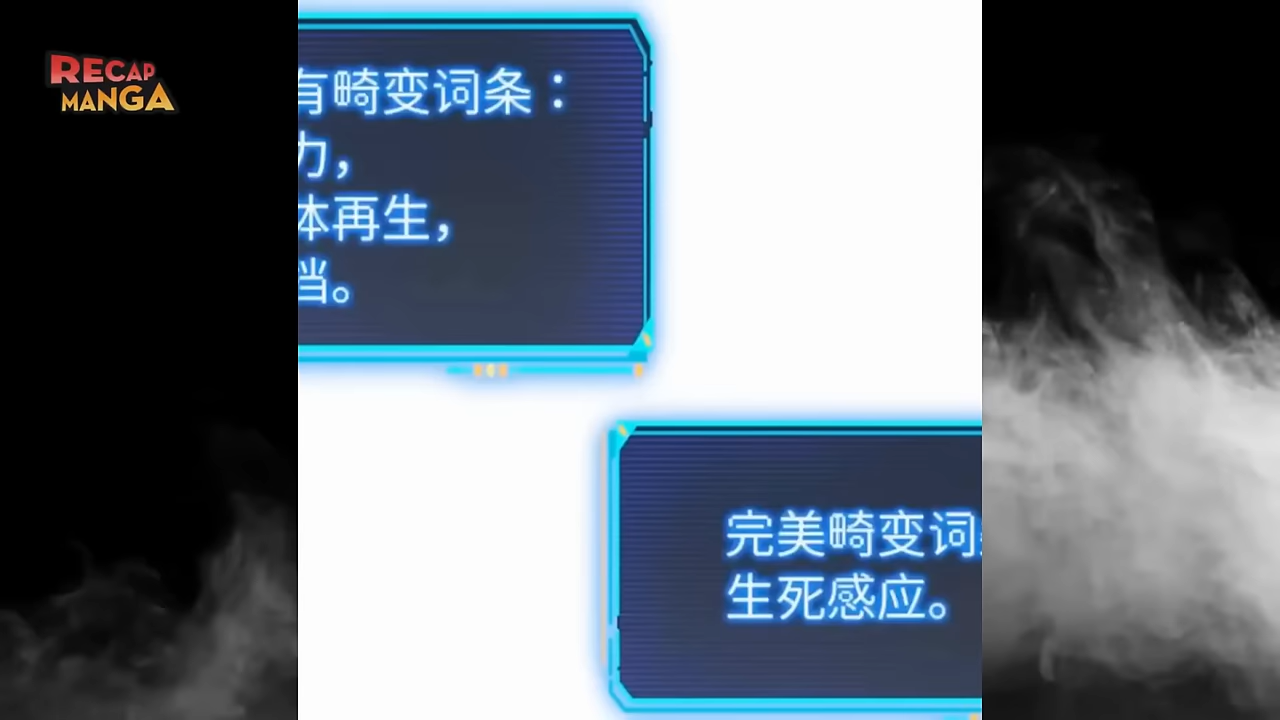 RECAP
MANGA
有畸变词条：
力，
体再生，
当。
完美畸变词
生死感应。